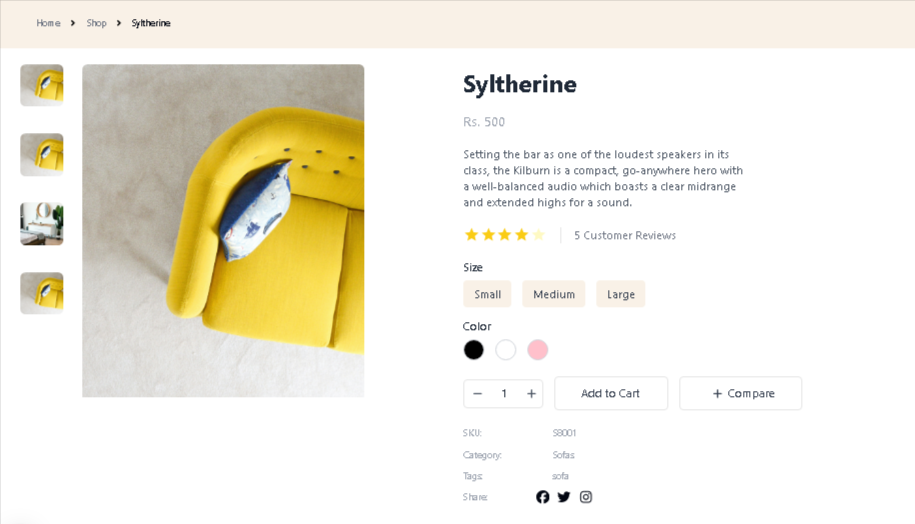 Home > Shop > Syltherine
Syltherine
Rs. 500
Setting the bar as one of the loudest speakers in its
class, the Kilburn is a compact, go-anywhere hero with
a well-balanced audio which boasts a clear midrange
and extended highs for a sound.
5 Customer Reviews
Size
Small Medium Large
Color
− 1 + Add to Cart + Compare
SKU: S8001
Category: Sofas
Tags: sofa
Share: